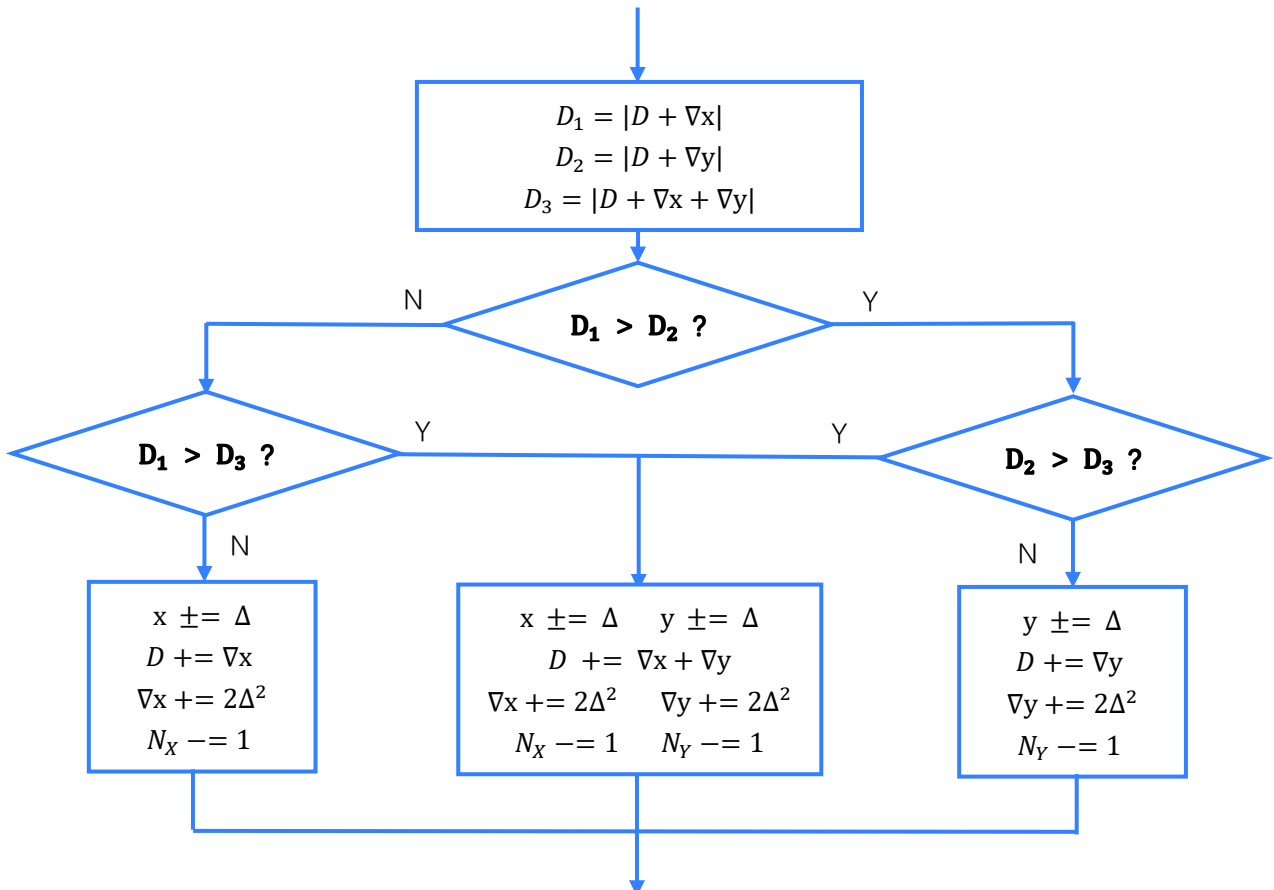 D₁ = |D + ∇x|
D₂ = |D + ∇y|
D₃ = |D + ∇x + ∇y|
N
Y
D₁ > D₂ ?
D₁ > D₃ ?
Y
Y
D₂ > D₃ ?
N
N
x ±= Δ
D += ∇x
∇x += 2Δ²
N_X −= 1
x ±= Δ y ±= Δ
D += ∇x + ∇y
∇x += 2Δ² ∇y += 2Δ²
N_X −= 1 N_Y −= 1
y ±= Δ
D += ∇y
∇y += 2Δ²
N_Y −= 1